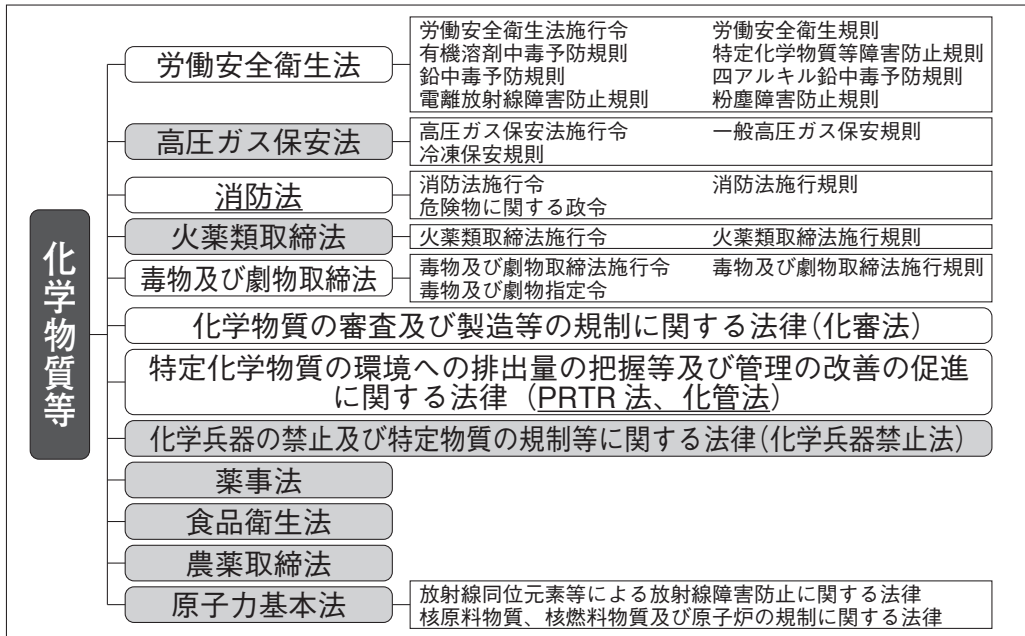 化学物質等
労働安全衛生法
労働安全衛生法施行令 労働安全衛生規則
有機溶剤中毒予防規則 特定化学物質等障害防止規則
鉛中毒予防規則 四アルキル鉛中毒予防規則
電離放射線障害防止規則 粉塵障害防止規則
高圧ガス保安法
高圧ガス保安法施行令 一般高圧ガス保安規則
冷凍保安規則
消防法
消防法施行令 消防法施行規則
危険物に関する政令
火薬類取締法
火薬類取締法施行令 火薬類取締法施行規則
毒物及び劇物取締法
毒物及び劇物取締法施行令 毒物及び劇物取締法施行規則
毒物及び劇物指定令
化学物質の審査及び製造等の規制に関する法律(化審法)
特定化学物質の環境への排出量の把握等及び管理の改善の促進
に関する法律(PRTR 法、化管法)
化学兵器の禁止及び特定物質の規制等に関する法律(化学兵器禁止法)
薬事法
食品衛生法
農薬取締法
原子力基本法
放射線同位元素等による放射線障害防止に関する法律
核原料物質、核燃料物質及び原子炉の規制に関する法律